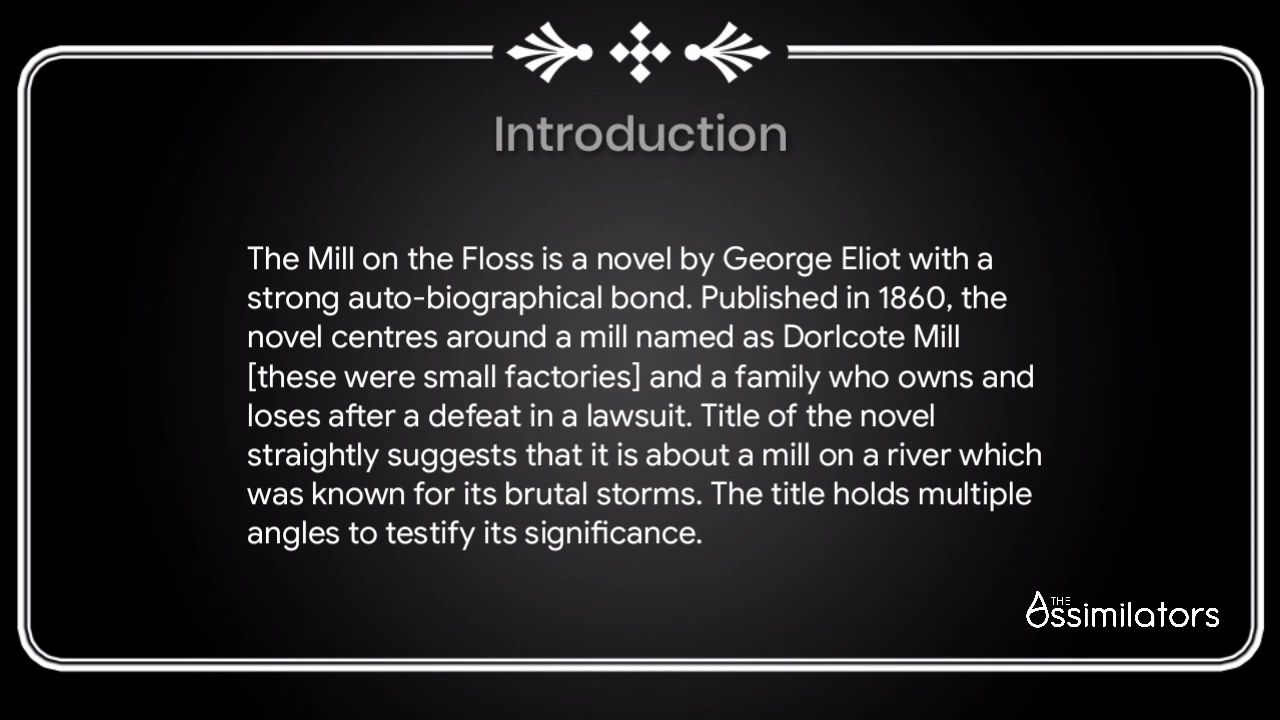 Introduction
The Mill on the Floss is a novel by George Eliot with a
strong auto-biographical bond. Published in 1860, the
novel centres around a mill named as Dorlcote Mill
[these were small factories] and a family who owns and
loses after a defeat in a lawsuit. Title of the novel
straightly suggests that it is about a mill on a river which
was known for its brutal storms. The title holds multiple
angles to testify its significance.
THE
Assimilators